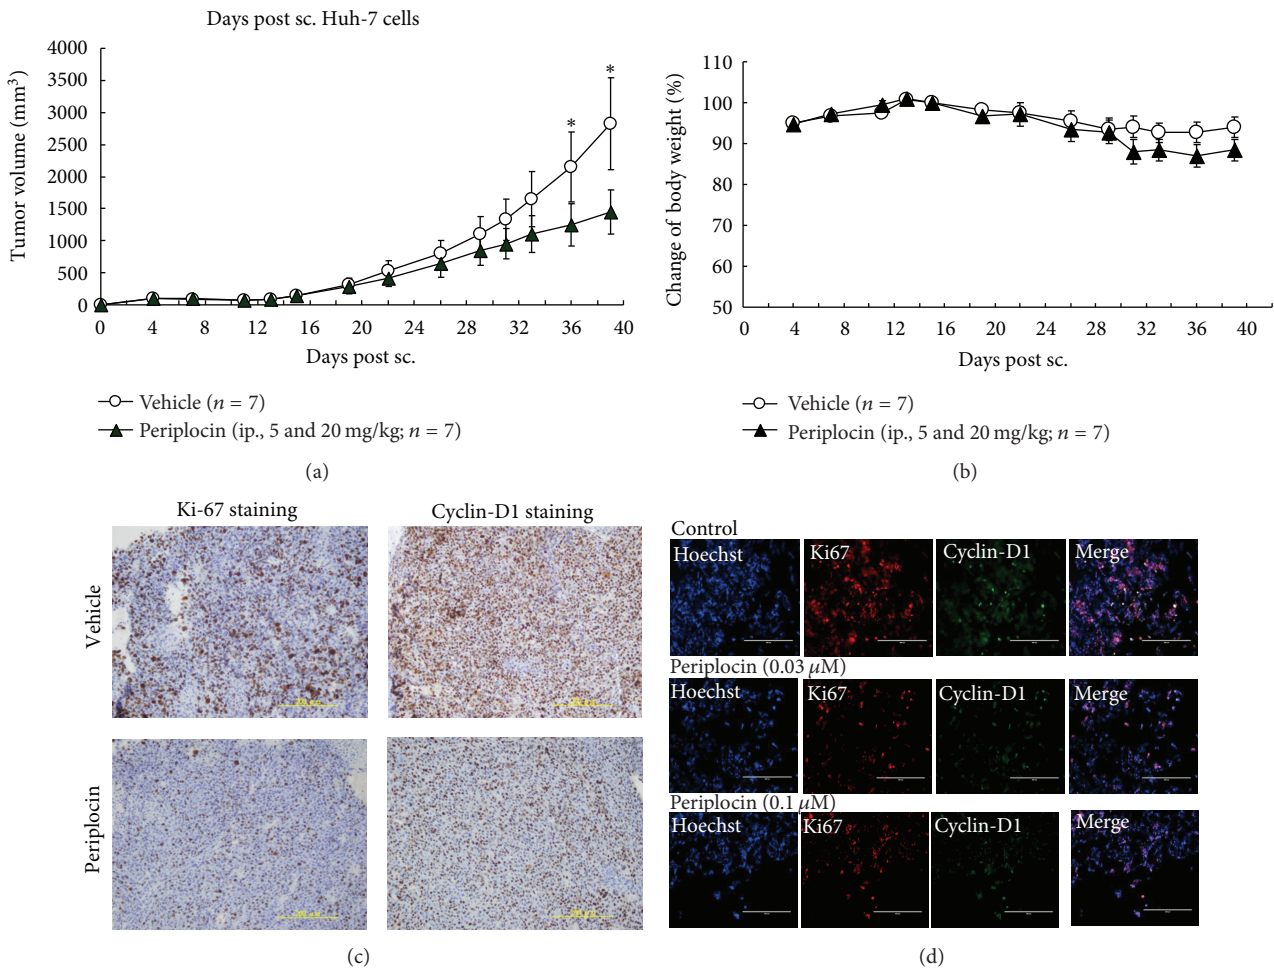 Days post sc. Huh-7 cells
4000
3500
3000
2500
2000
1500
1000
500
0
Tumor volume (mm³)
*
*
0 4 8 12 16 20 24 28 32 36 40
Days post sc.
Vehicle (n = 7)
Periplocin (ip., 5 and 20 mg/kg; n = 7)
(a)
110
100
90
80
70
60
50
Change of body weight (%)
0 4 8 12 16 20 24 28 32 36 40
Days post sc.
Vehicle (n = 7)
Periplocin (ip., 5 and 20 mg/kg; n = 7)
(b)
Ki-67 staining
Cyclin-D1 staining
Vehicle
Periplocin
(c)
Control
Hoechst Ki67 Cyclin-D1 Merge
Periplocin (0.03 μM)
Hoechst Ki67 Cyclin-D1 Merge
Periplocin (0.1 μM)
Hoechst Ki67 Cyclin-D1 Merge
(d)